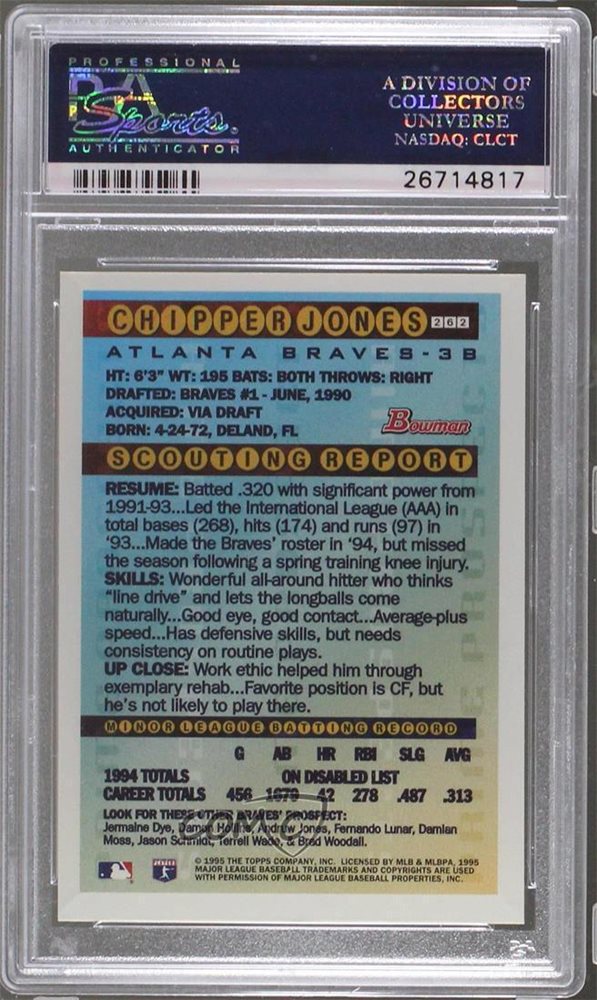 PROFESSIONAL
PSA
Sports
AUTHENTICATOR
A DIVISION OF
COLLECTORS
UNIVERSE
NASDAQ: CLCT
26714817
CHIPPER JONES 262
ATLANTA BRAVES - 3B
HT: 6'3" WT: 195 BATS: BOTH THROWS: RIGHT
DRAFTED: BRAVES #1 - JUNE, 1990
ACQUIRED: VIA DRAFT
BORN: 4-24-72, DELAND, FL
Bowman
SCOUTING REPORT
RESUME: Batted .320 with significant power from
1991-93...Led the International League (AAA) in
total bases (268), hits (174) and runs (97) in
'93...Made the Braves' roster in '94, but missed
the season following a spring training knee injury.
SKILLS: Wonderful all-around hitter who thinks
"line drive" and lets the longballs come
naturally...Good eye, good contact...Average-plus
speed...Has defensive skills, but needs
consistency on routine plays.
UP CLOSE: Work ethic helped him through
exemplary rehab...Favorite position is CF, but
he's not likely to play there.
MINOR LEAGUE BATTING RECORD
G AB HR RBI SLG AVG
1994 TOTALS ON DISABLED LIST
CAREER TOTALS 456 1679 42 278 .487 .313
LOOK FOR THESE OTHER BRAVES' PROSPECT:
Jermaine Dye, Damon Hollins, Andruw Jones, Fernando Lunar, Damian
Moss, Jason Schmidt, Terrell Wade, & Brad Woodall.
COMC
© 1995 THE TOPPS COMPANY, INC. LICENSED BY MLB & MLBPA, 1995
MAJOR LEAGUE BASEBALL TRADEMARKS AND COPYRIGHTS ARE USED
WITH PERMISSION OF MAJOR LEAGUE BASEBALL PROPERTIES, INC.